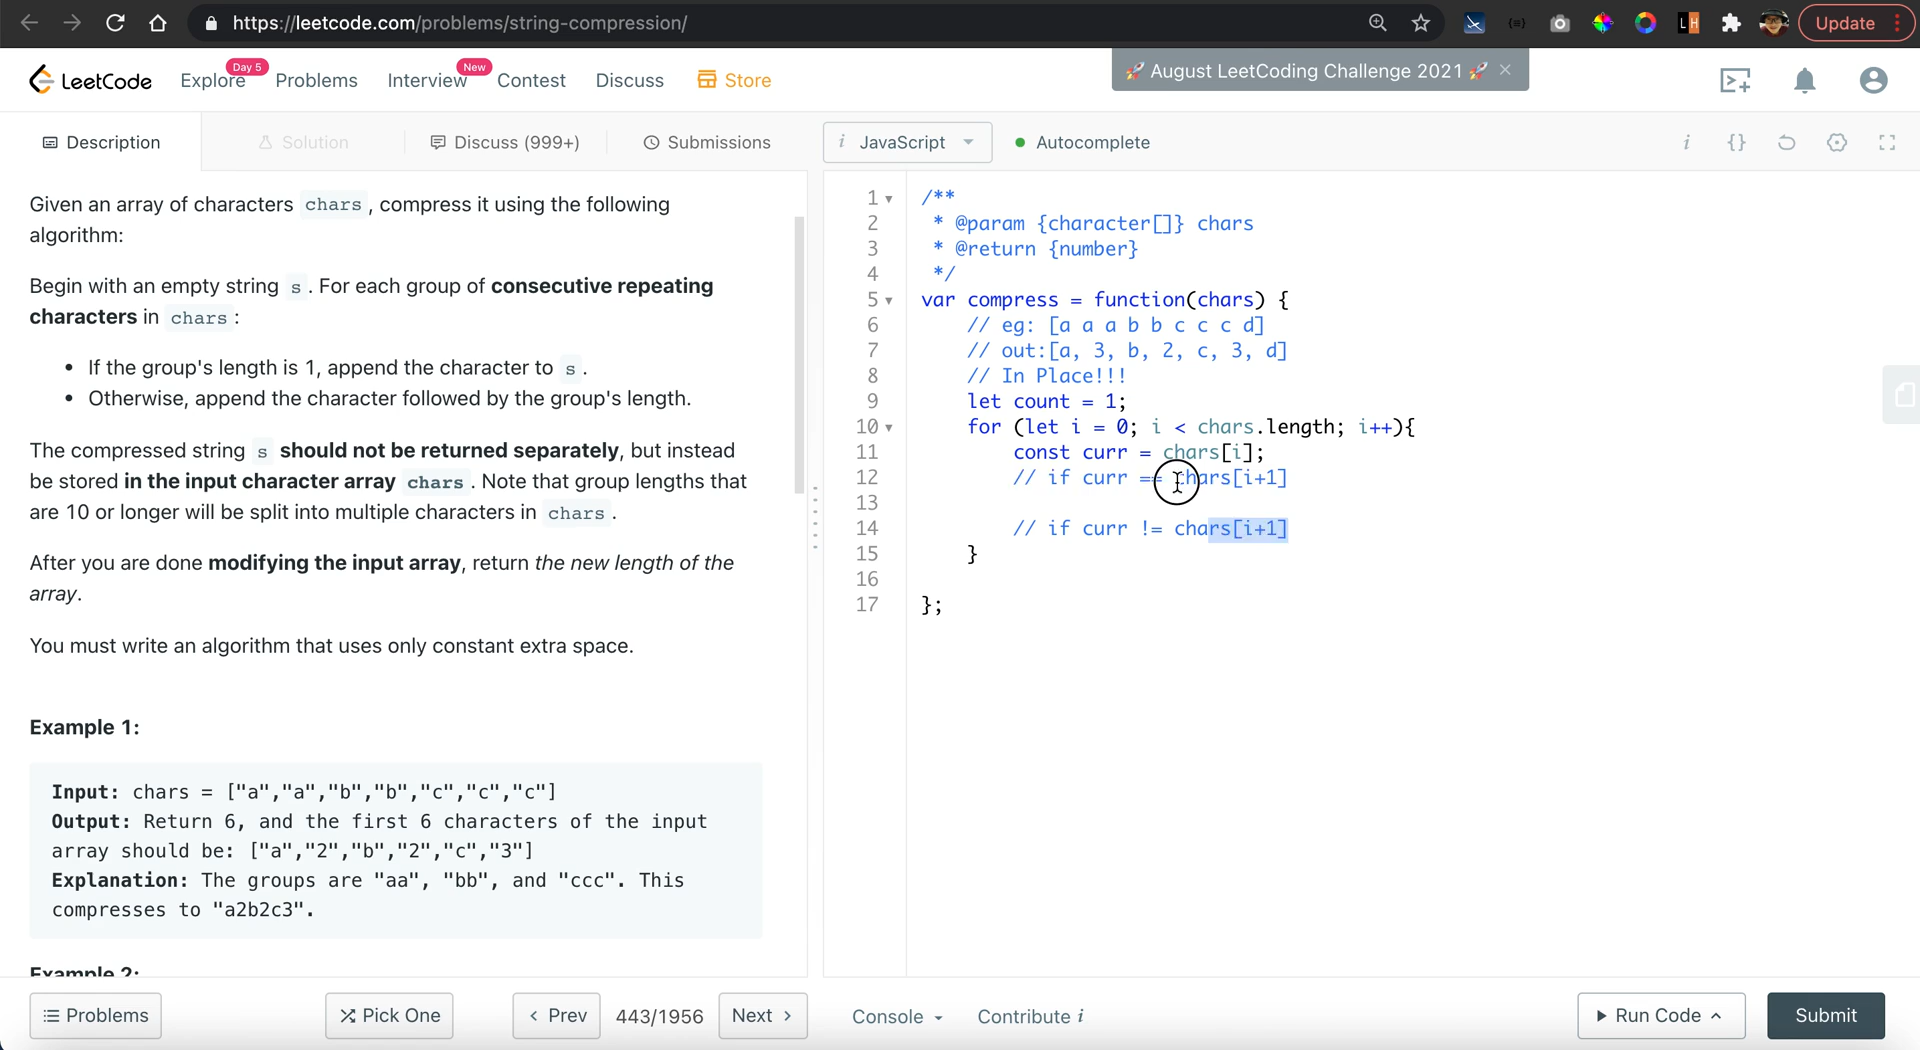 https://leetcode.com/problems/string-compression/
LH
Update
LeetCode
Explore
Day 5
Problems
Interview
New
Contest
Discuss
Store
🚀 August LeetCoding Challenge 2021 🚀 ×
Description
Solution
Discuss (999+)
Submissions
i JavaScript
Autocomplete
i {}
Given an array of characters chars, compress it using the following
algorithm:
Begin with an empty string s. For each group of consecutive repeating
characters in chars:
• If the group's length is 1, append the character to s.
• Otherwise, append the character followed by the group's length.
The compressed string s should not be returned separately, but instead
be stored in the input character array chars. Note that group lengths that
are 10 or longer will be split into multiple characters in chars.
After you are done modifying the input array, return the new length of the
array.
You must write an algorithm that uses only constant extra space.
Example 1:
Input: chars = ["a","a","b","b","c","c","c"]
Output: Return 6, and the first 6 characters of the input
array should be: ["a","2","b","2","c","3"]
Explanation: The groups are "aa", "bb", and "ccc". This
compresses to "a2b2c3".
Example 2:
1 /**
2 * @param {character[]} chars
3 * @return {number}
4 */
5 var compress = function(chars) {
6 // eg: [a a a b b c c c d]
7 // out:[a, 3, b, 2, c, 3, d]
8 // In Place!!!
9 let count = 1;
10 for (let i = 0; i < chars.length; i++){
11 const curr = chars[i];
12 // if curr == chars[i+1]
13
14 // if curr != chars[i+1]
15 }
16
17 };
Problems
Pick One
< Prev
443/1956
Next >
Console
Contribute i
Run Code
Submit